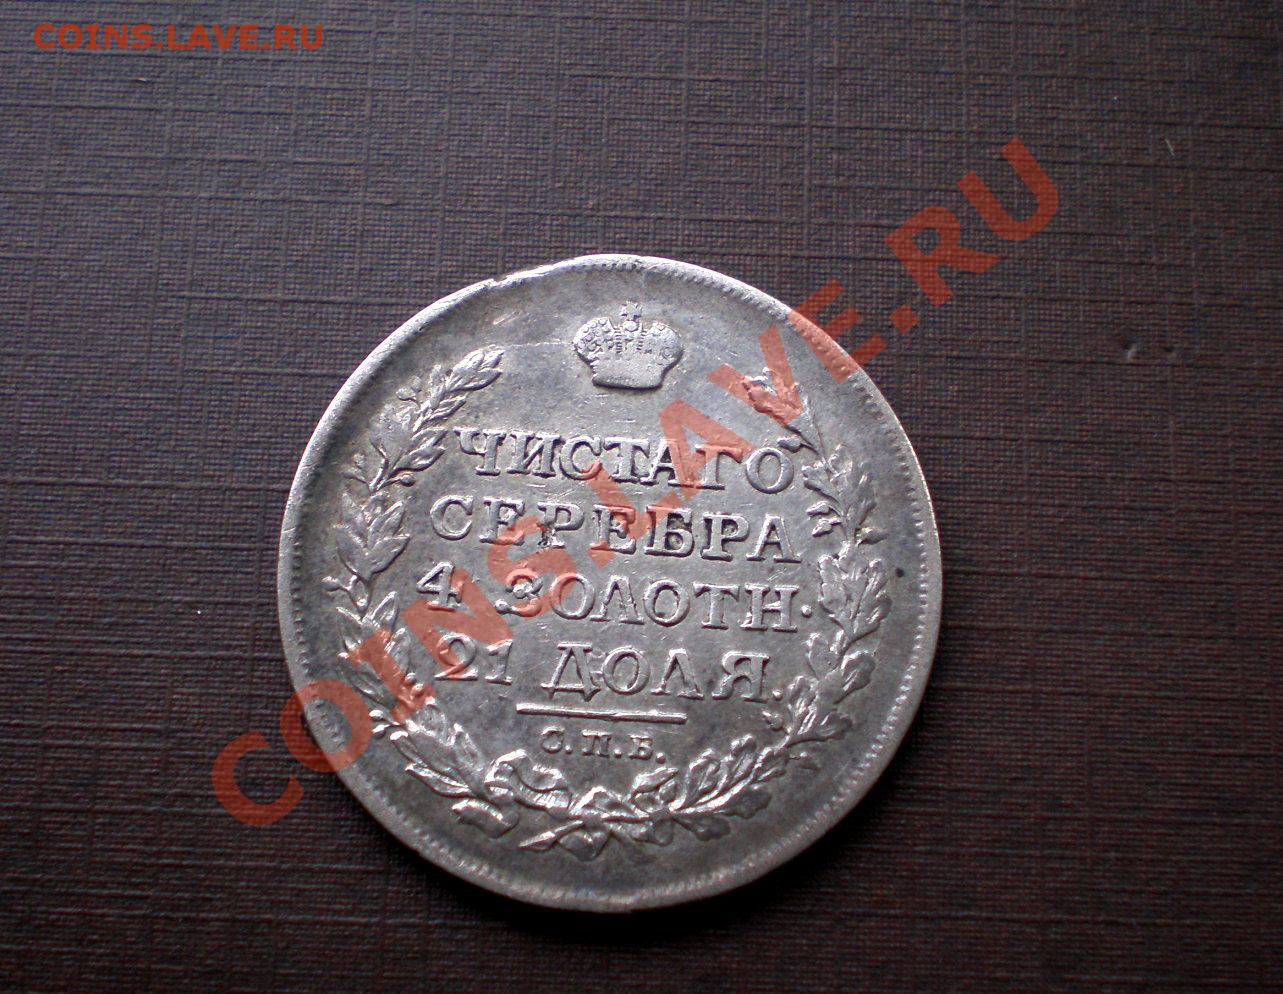 COINS.LAVE.RU
COINS.LAVE.RU
ЧИСТАГО
СЕРЕБРА
4 ЗОЛОТН.
21 ДОЛЯ.
С.П.Б.